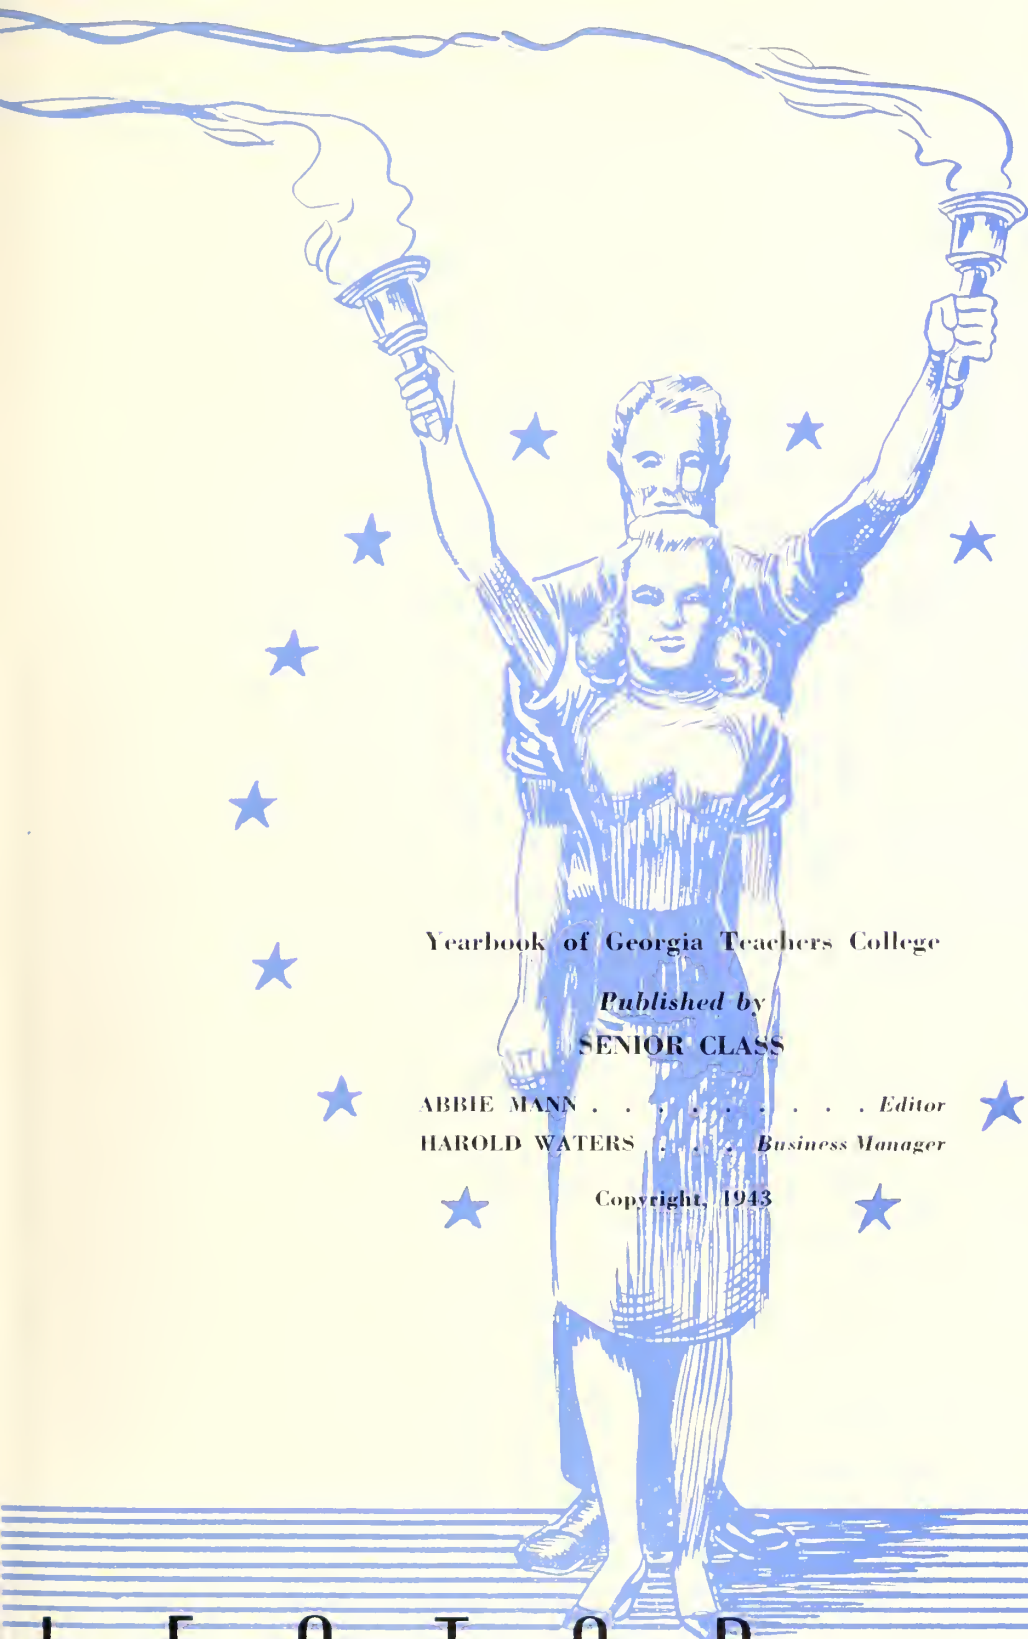 Yearbook of Georgia Teachers College
Published by
SENIOR CLASS
ABBIE MANN . . . . . . . . . Editor
HAROLD WATERS . . . Business Manager
Copyright, 1943